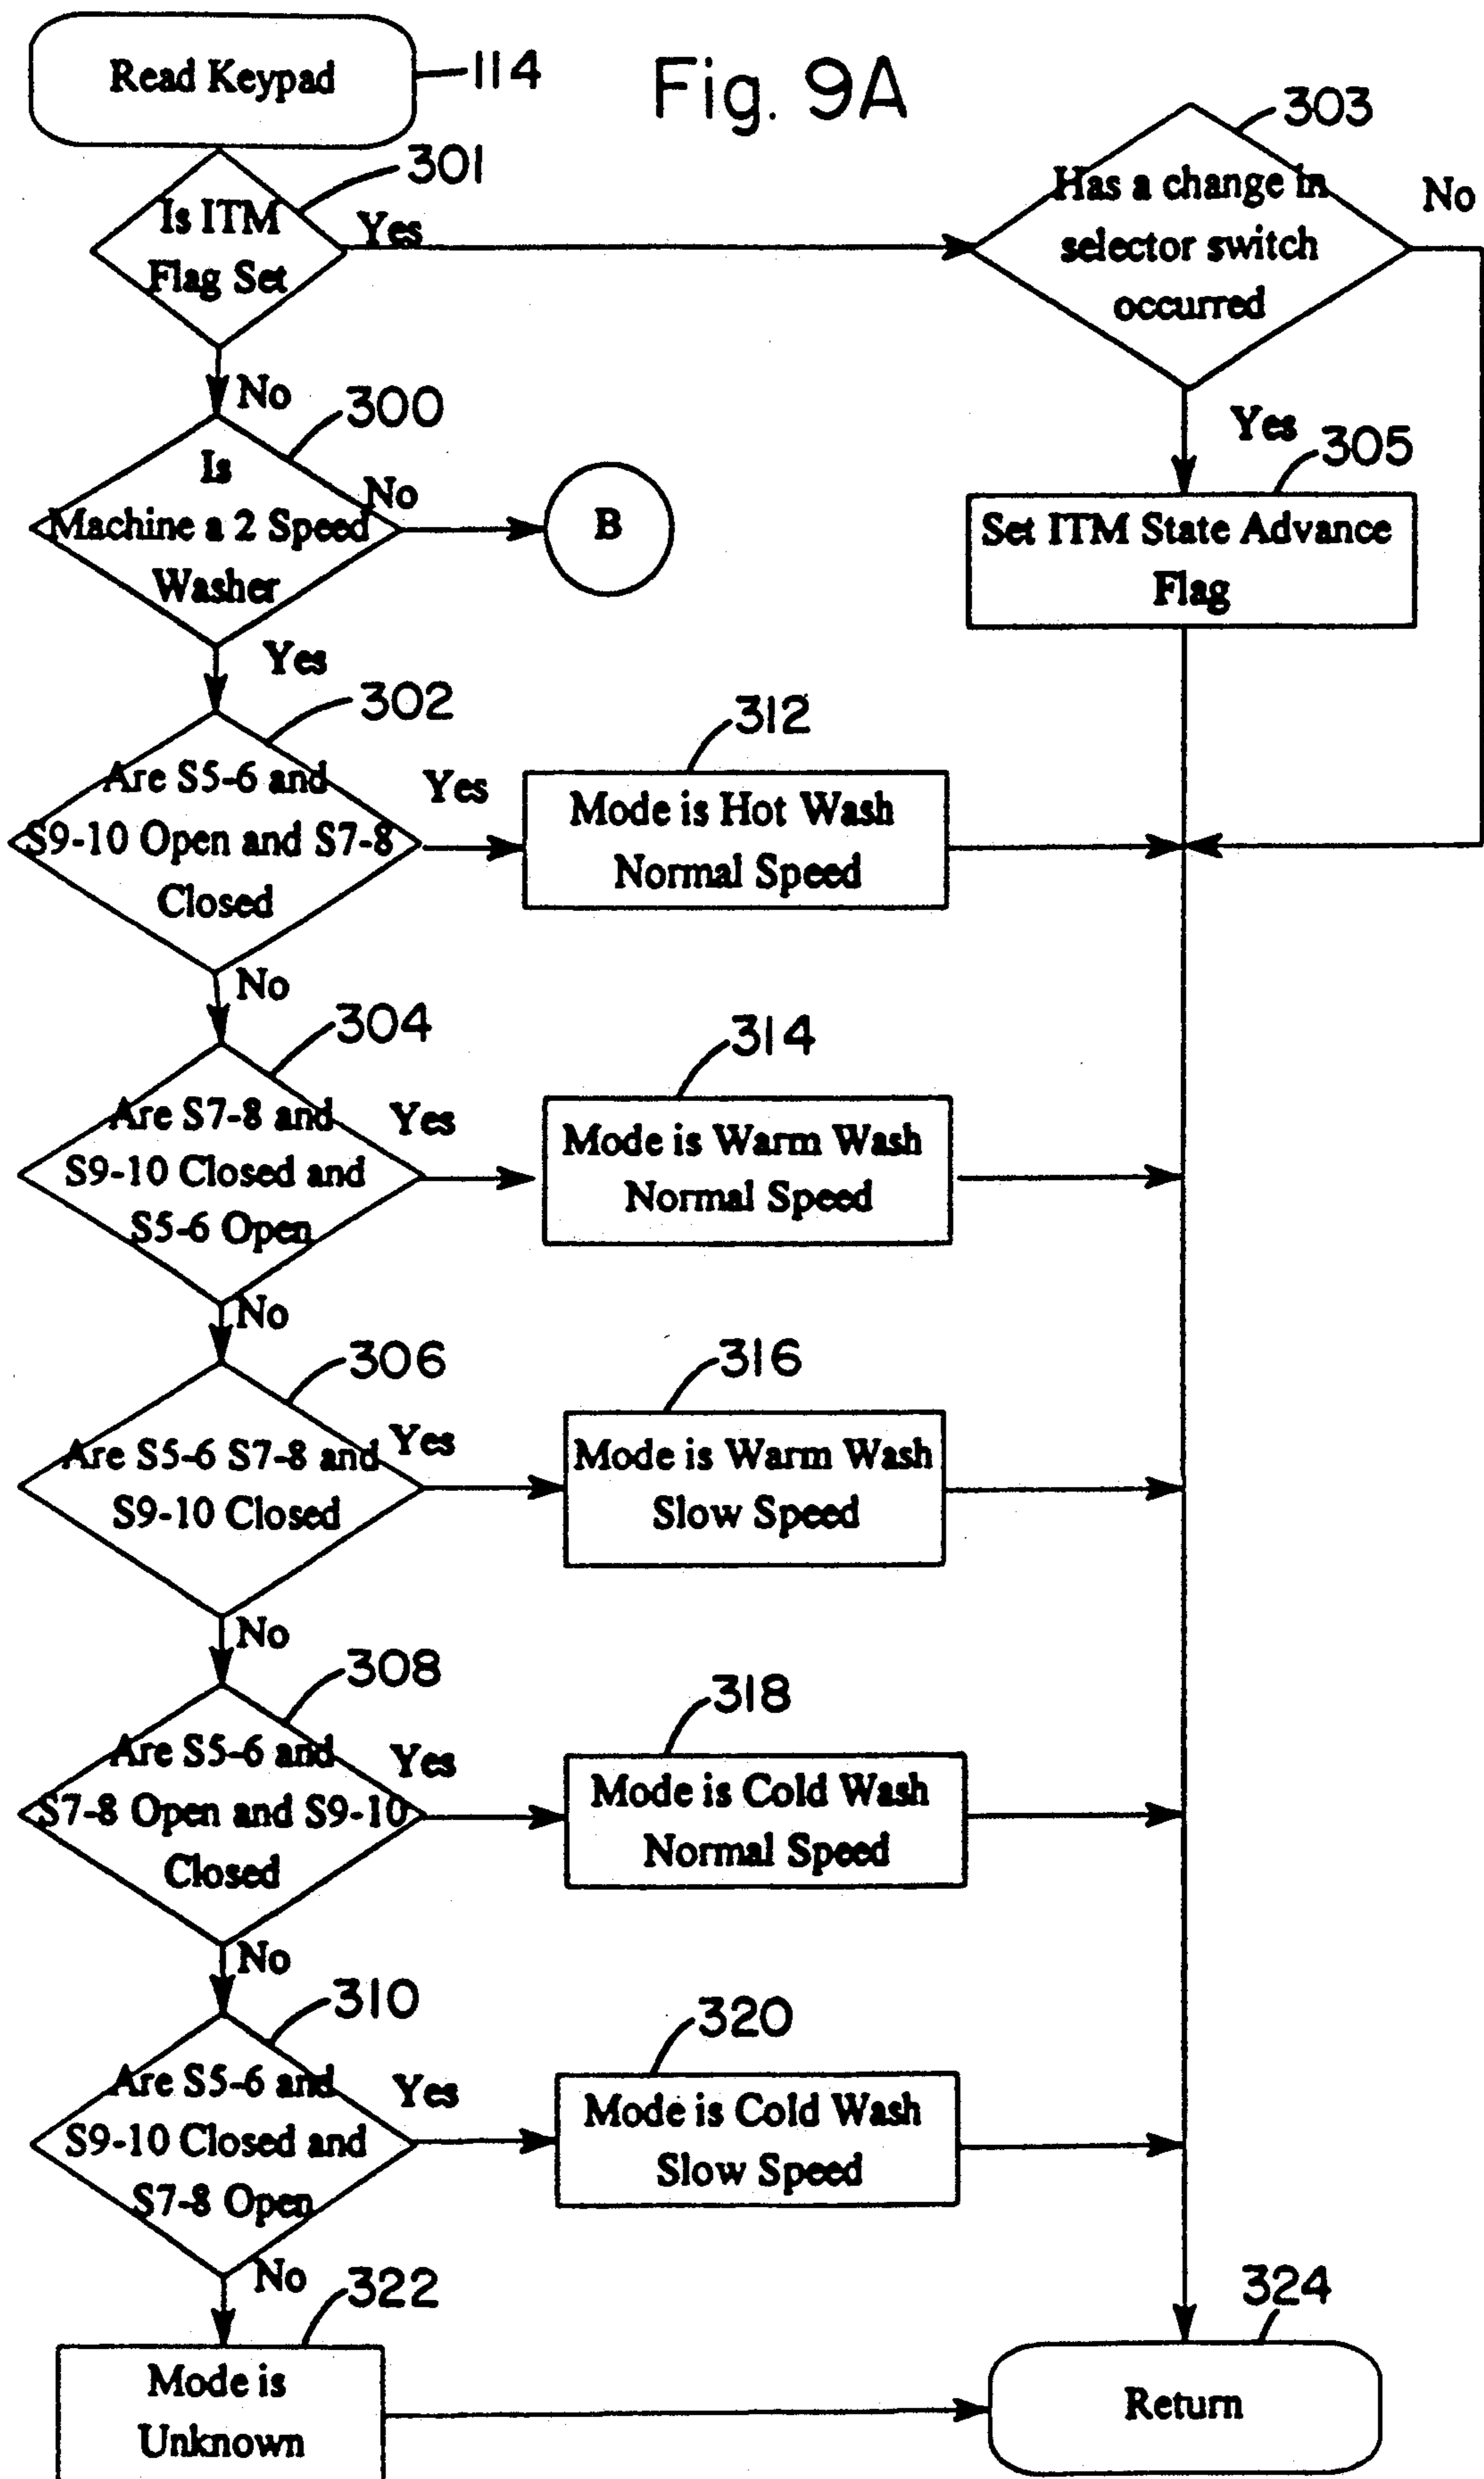 Fig. 9A
Read Keypad
114
301
Is ITM
Flag Set
Yes
No
303
Has a change in
selector switch
occurred
No
Yes
305
Set ITM State Advance
Flag
300
Is
Machine a 2 Speed
Washer
No
B
Yes
302
Are S5-6 and
S9-10 Open and S7-8
Closed
Yes
312
Mode is Hot Wash
Normal Speed
No
304
Are S7-8 and
S9-10 Closed and
S5-6 Open
Yes
314
Mode is Warm Wash
Normal Speed
No
306
Are S5-6 S7-8 and
S9-10 Closed
Yes
316
Mode is Warm Wash
Slow Speed
No
308
Are S5-6 and
S7-8 Open and S9-10
Closed
Yes
318
Mode is Cold Wash
Normal Speed
No
310
Are S5-6 and
S9-10 Closed and
S7-8 Open
Yes
320
Mode is Cold Wash
Slow Speed
No
322
Mode is
Unknown
324
Return